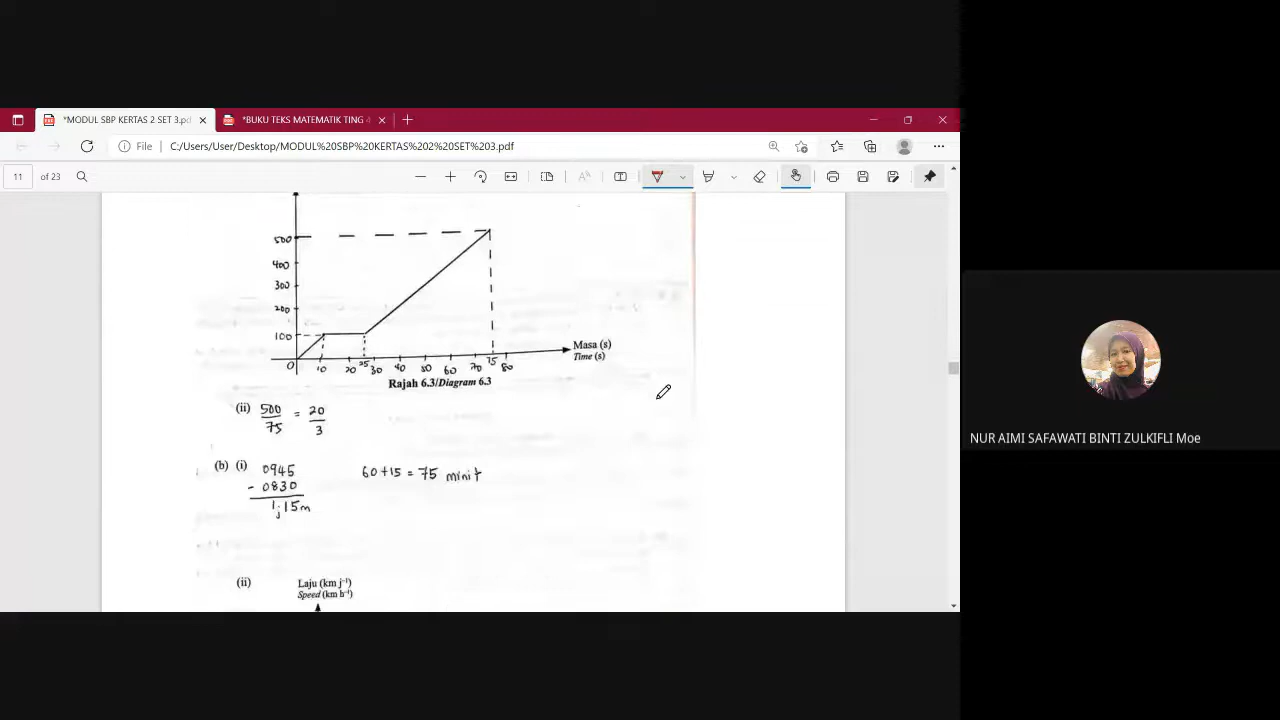 *MODUL SBP KERTAS 2 SET 3.pd
*BUKU TEKS MATEMATIK TING 4
File
C:/Users/User/Desktop/MODUL%20SBP%20KERTAS%202%20SET%203.pdf
11 of 23
500
400
300
200
100
0 10 20 25 30 40 50 60 70 75 80
Masa (s)
Time (s)
Rajah 6.3/Diagram 6.3
(ii) 500/75 = 20/3
(b) (i) 0945
- 0830
1j 15m
60+15 = 75 minit
(ii) Laju (km j⁻¹)
Speed (km h⁻¹)
NUR AIMI SAFAWATI BINTI ZULKIFLI Moe